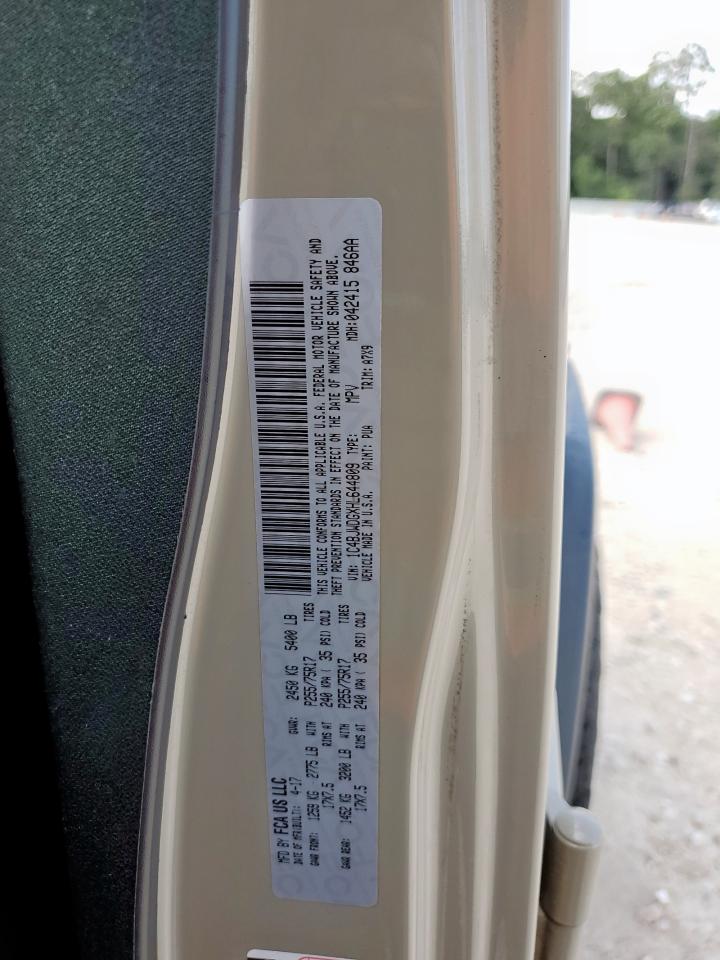 MFD BY FCA US LLC
DATE OF MFR(BUILT): 4-17 GVWR: 2450 KG 5400 LB
GAWR FRONT: 1259 KG 2775 LB WITH P255/75R17 TIRES
17X7.5 RIMS AT 240 KPA ( 35 PSI) COLD
GAWR REAR: 1452 KG 3200 LB WITH P255/75R17 TIRES
17X7.5 RIMS AT 240 KPA ( 35 PSI) COLD
THIS VEHICLE CONFORMS TO ALL APPLICABLE U.S.A. FEDERAL MOTOR VEHICLE SAFETY AND
THEFT PREVENTION STANDARDS IN EFFECT ON THE DATE OF MANUFACTURE SHOWN ABOVE.
VIN: 1C4BJWDGXHL644809 TYPE: MPV MDH:042415 846AA
VEHICLE MADE IN U.S.A. PAINT: PUA TRIM: A7X9